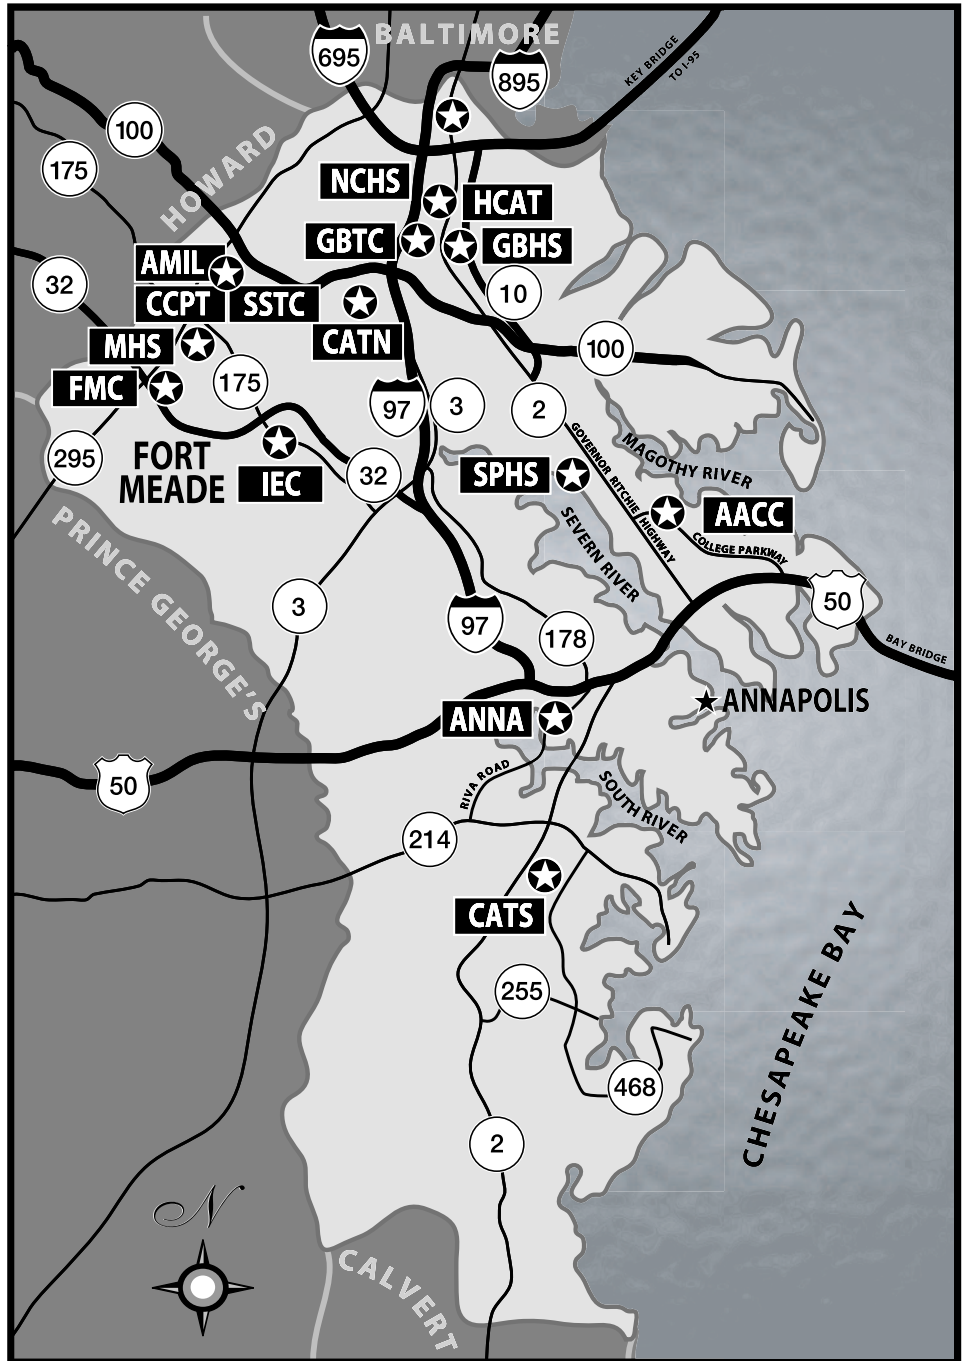 BALTIMORE
695
895
KEY BRIDGE
TO I-95
100
175
HOWARD
NCHS
HCAT
GBTC
GBHS
AMIL
32
10
CCPT
SSTC
CATN
MHS
100
FMC
175
97
3
2
GOVERNOR RITCHIE HIGHWAY
MAGOTHY RIVER
295
FORT
MEADE
IEC
32
SPHS
AACC
SEVERN RIVER
COLLEGE PARKWAY
PRINCE GEORGE'S
3
97
178
50
BAY BRIDGE
ANNA
ANNAPOLIS
50
RIVA ROAD
SOUTH RIVER
214
CATS
CHESAPEAKE BAY
255
468
2
N
CALVERT